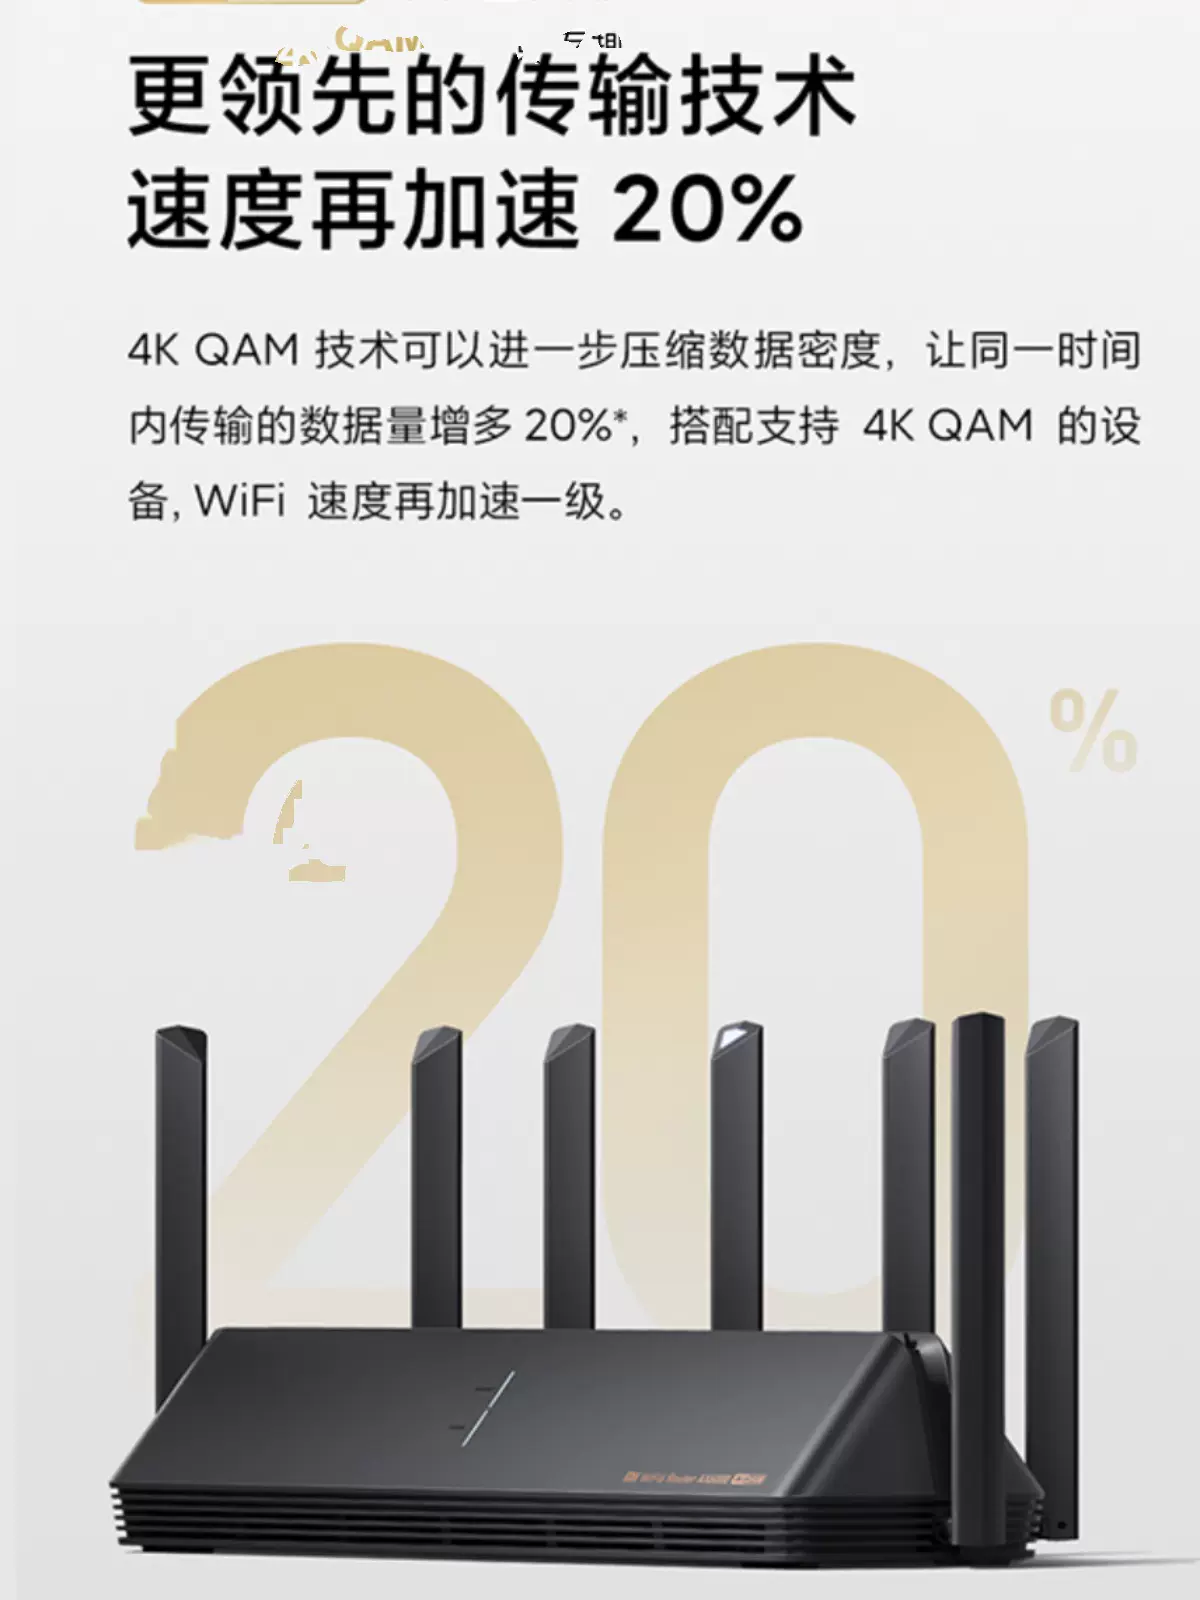 更领先的传输技术
速度再加速 20%
4K QAM 技术可以进一步压缩数据密度，让同一时间
内传输的数据量增多 20%*，搭配支持 4K QAM 的设
备, WiFi 速度再加速一级。
20%